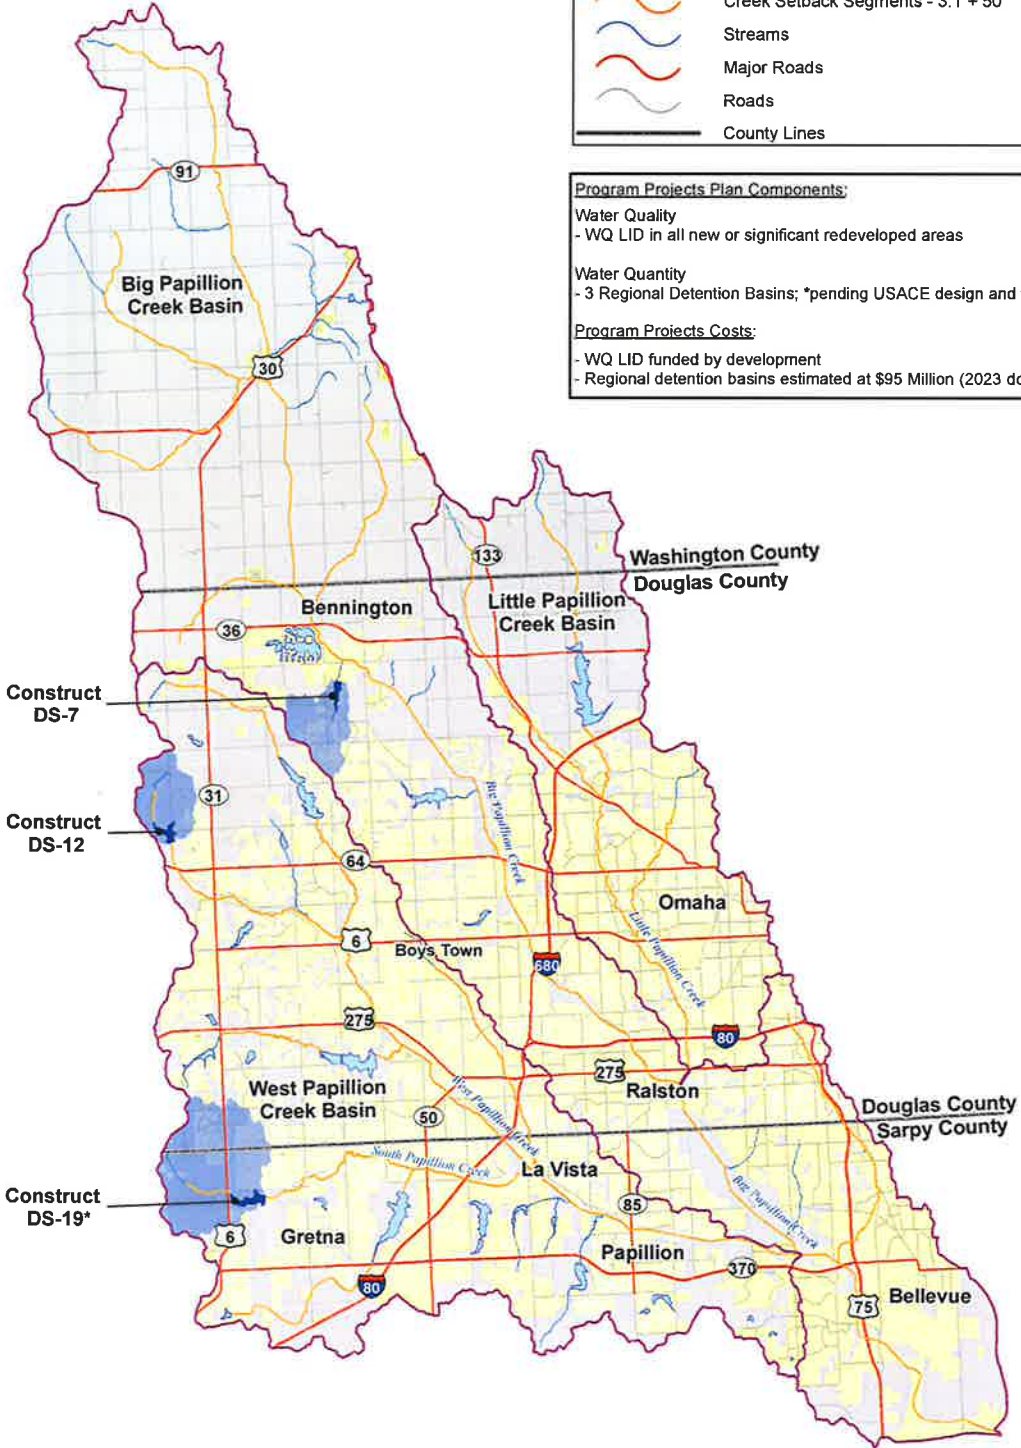 Creek Setback Segments - 3:1 + 50'
Streams
Major Roads
Roads
County Lines
Program Projects Plan Components:
Water Quality
- WQ LID in all new or significant redeveloped areas
Water Quantity
- 3 Regional Detention Basins; *pending USACE design and
Program Projects Costs:
- WQ LID funded by development
- Regional detention basins estimated at $95 Million (2023 do
91
Big Papillion
Creek Basin
30
133
Washington County
Douglas County
Bennington
Little Papillion
Creek Basin
36
Construct
DS-7
31
Construct
DS-12
Big Papillion Creek
64
Omaha
Little Papillion Creek
6
Boys Town
680
275
80
275
West Papillion
Creek Basin
Ralston
50
West Papillion Creek
Douglas County
Sarpy County
South Papillion Creek
La Vista
Construct
DS-19*
85
Big Papillion Creek
6
Gretna
Papillion
370
80
75
Bellevue